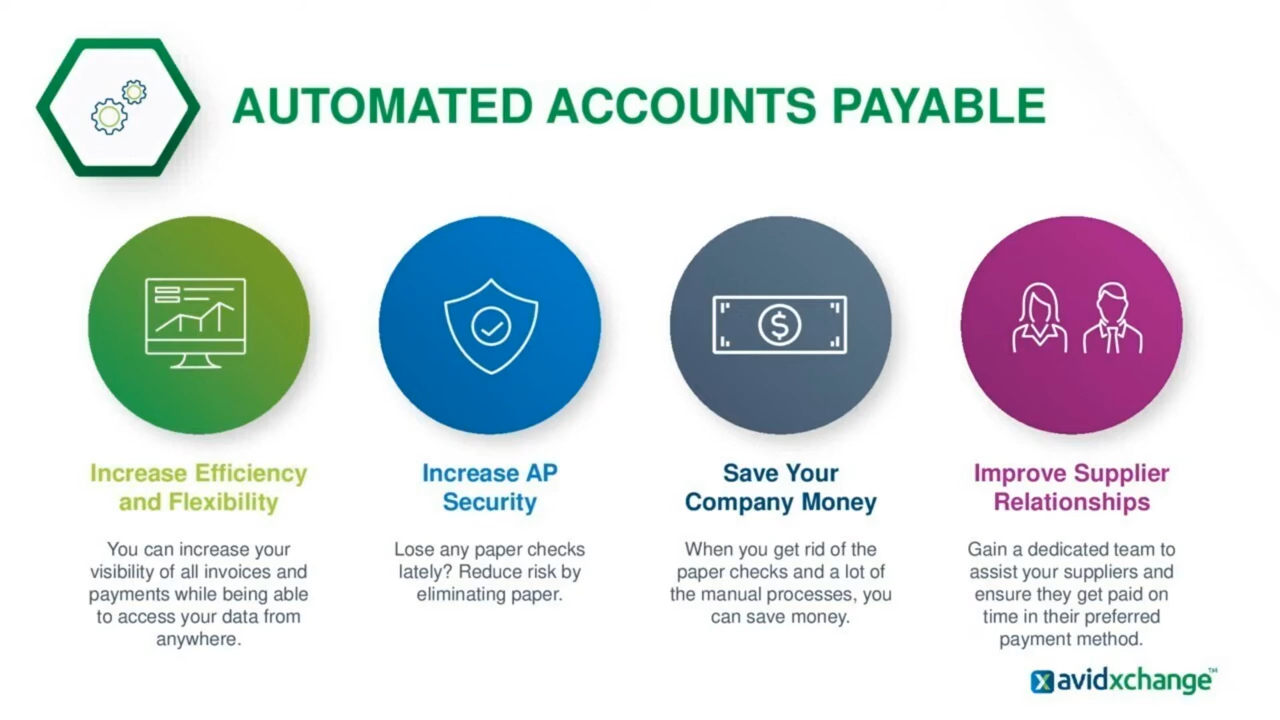 AUTOMATED ACCOUNTS PAYABLE
Increase Efficiency
and Flexibility
You can increase your
visibility of all invoices and
payments while being able
to access your data from
anywhere.
Increase AP
Security
Lose any paper checks
lately? Reduce risk by
eliminating paper.
Save Your
Company Money
When you get rid of the
paper checks and a lot of
the manual processes, you
can save money.
Improve Supplier
Relationships
Gain a dedicated team to
assist your suppliers and
ensure they get paid on
time in their preferred
payment method.
avidxchange™